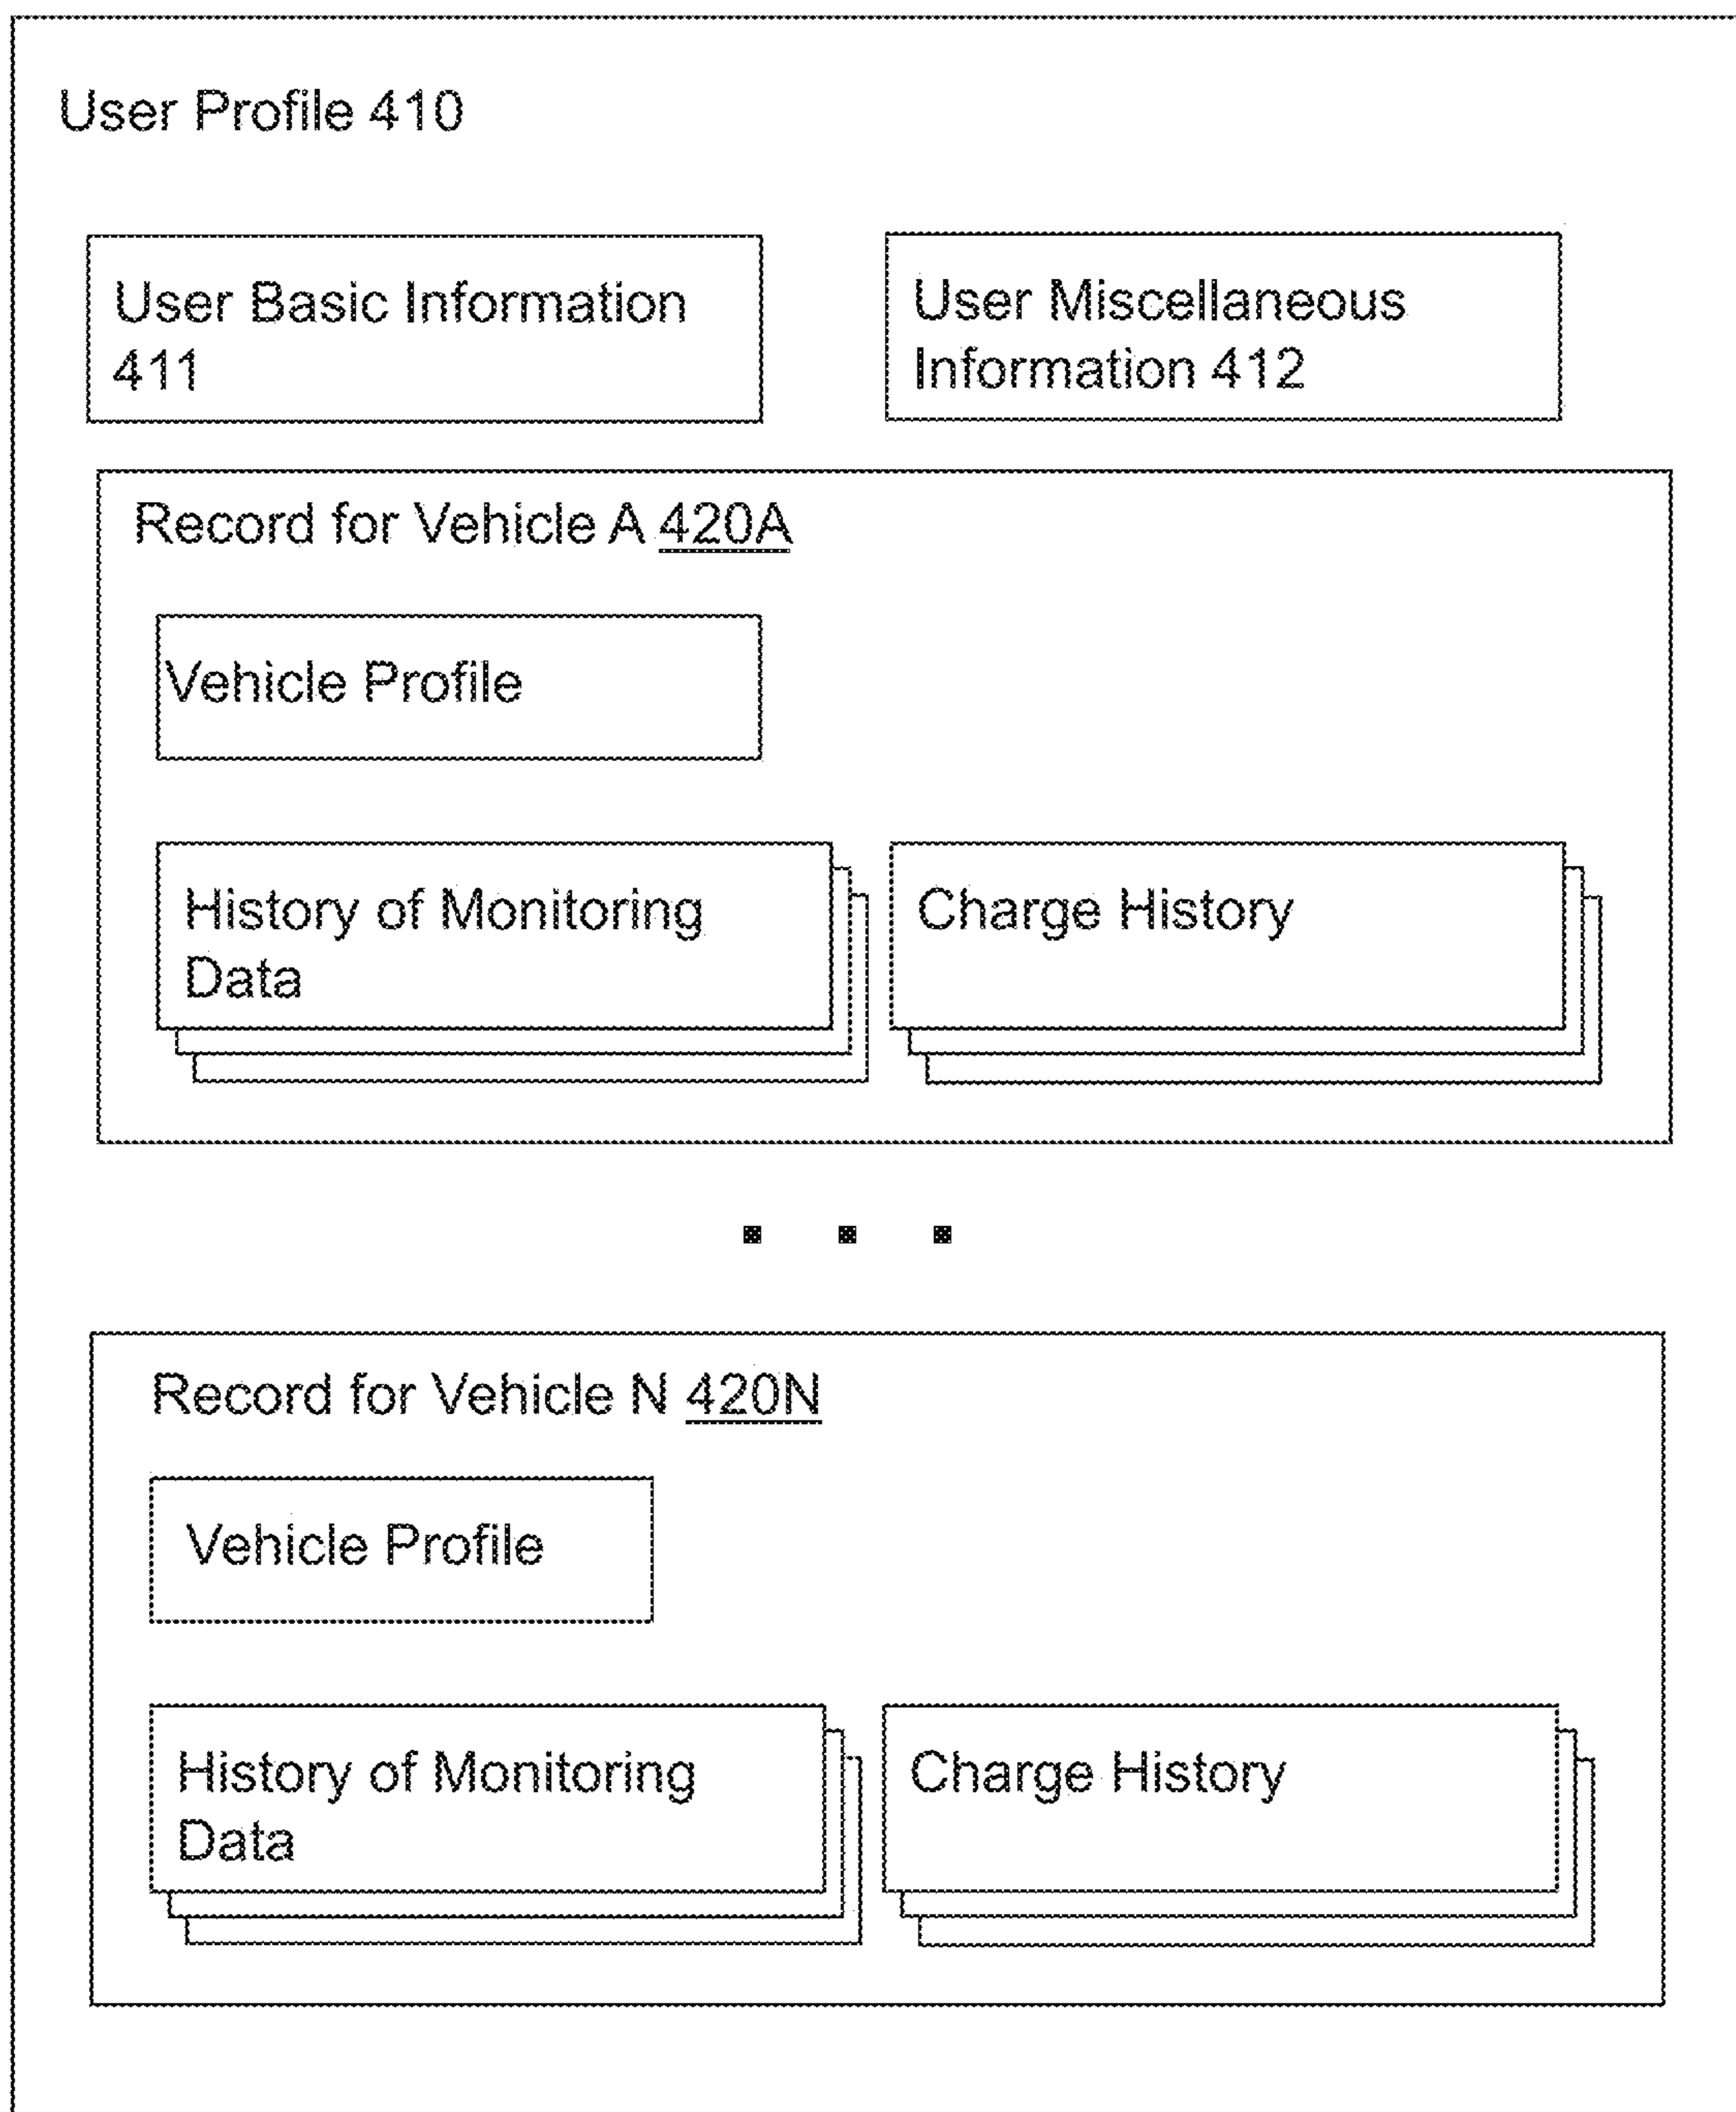 User Profile 410
User Basic Information
411
User Miscellaneous
Information 412
Record for Vehicle A 420A
Vehicle Profile
History of Monitoring
Data
Charge History
. . .
Record for Vehicle N 420N
Vehicle Profile
History of Monitoring
Data
Charge History